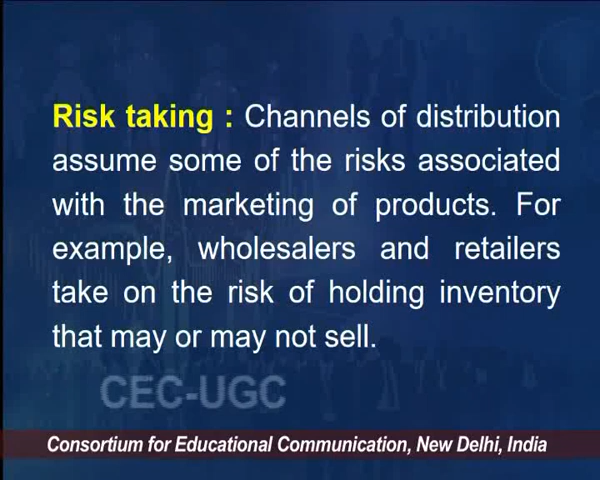 Risk taking : Channels of distribution
assume some of the risks associated
with the marketing of products. For
example, wholesalers and retailers
take on the risk of holding inventory
that may or may not sell.
CEC-UGC
Consortium for Educational Communication, New Delhi, India